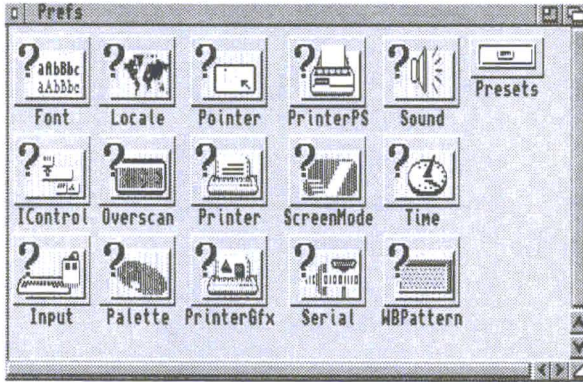 Prefs
aAbBbc
aAbBbc
Font Locale Pointer PrinterPS Sound Presets
IControl Overscan Printer ScreenMode Time
Input Palette PrinterGfx Serial WBPattern